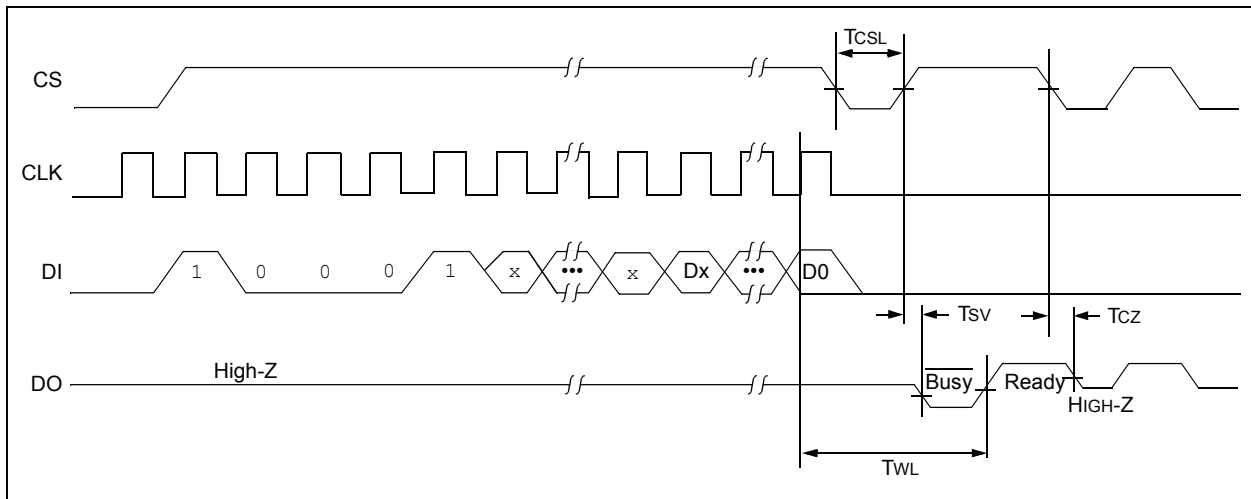 TCSL
CS
CLK
DI 1 0 0 0 1 x ••• x Dx ••• D0
TSV
TCZ
DO High-Z Busy Ready
HIGH-Z
TWL